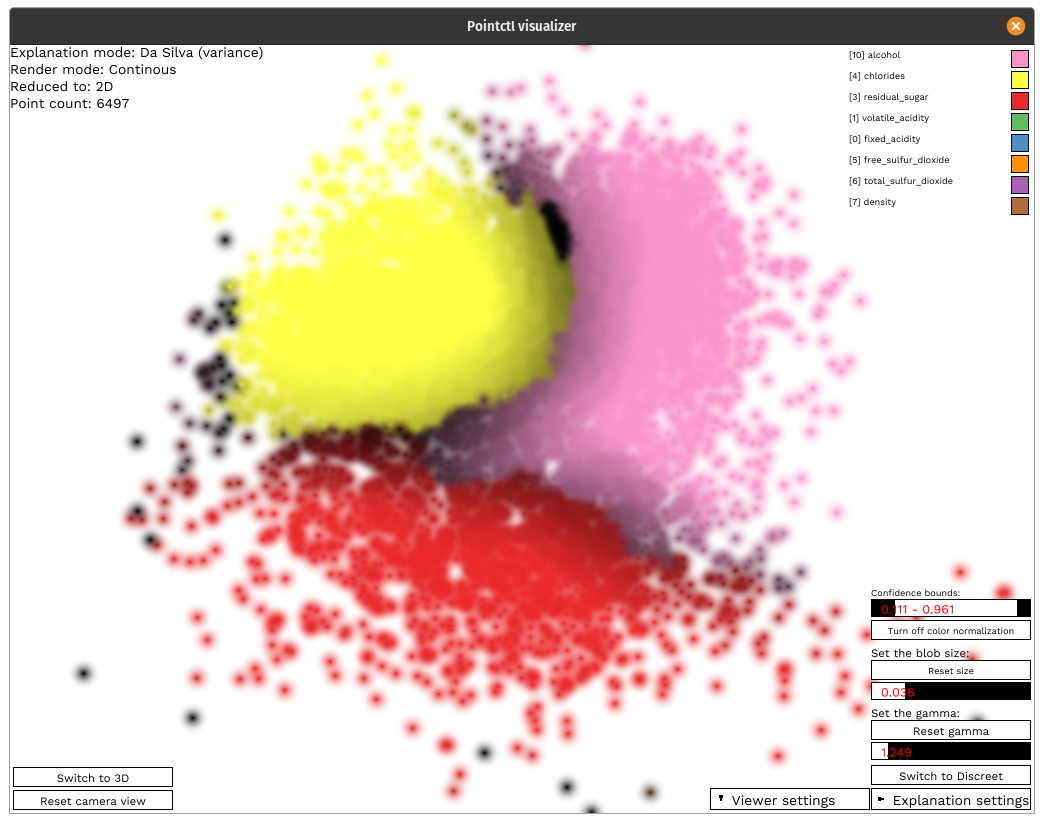 Pointctl visualizer
Explanation mode: Da Silva (variance)
Render mode: Continous
Reduced to: 2D
Point count: 6497
[10] alcohol
[4] chlorides
[3] residual_sugar
[1] volatile_acidity
[0] fixed_acidity
[5] free_sulfur_dioxide
[6] total_sulfur_dioxide
[7] density
Confidence bounds:
0.111 - 0.961
Turn off color normalization
Set the blob size:
Reset size
0.036
Set the gamma:
Reset gamma
1.249
Switch to Discreet
Switch to 3D
Reset camera view
Viewer settings
Explanation settings